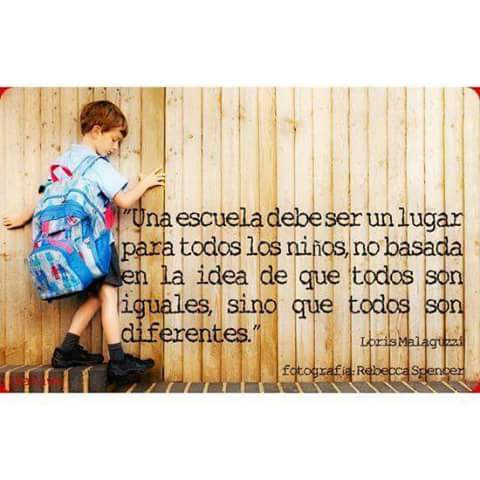 "Una escuela debe ser un lugar
para todos los niños, no basada
en la idea de que todos son
iguales, sino que todos son
diferentes."
Loris Malaguzzi
fotografía: Rebecca Spencer